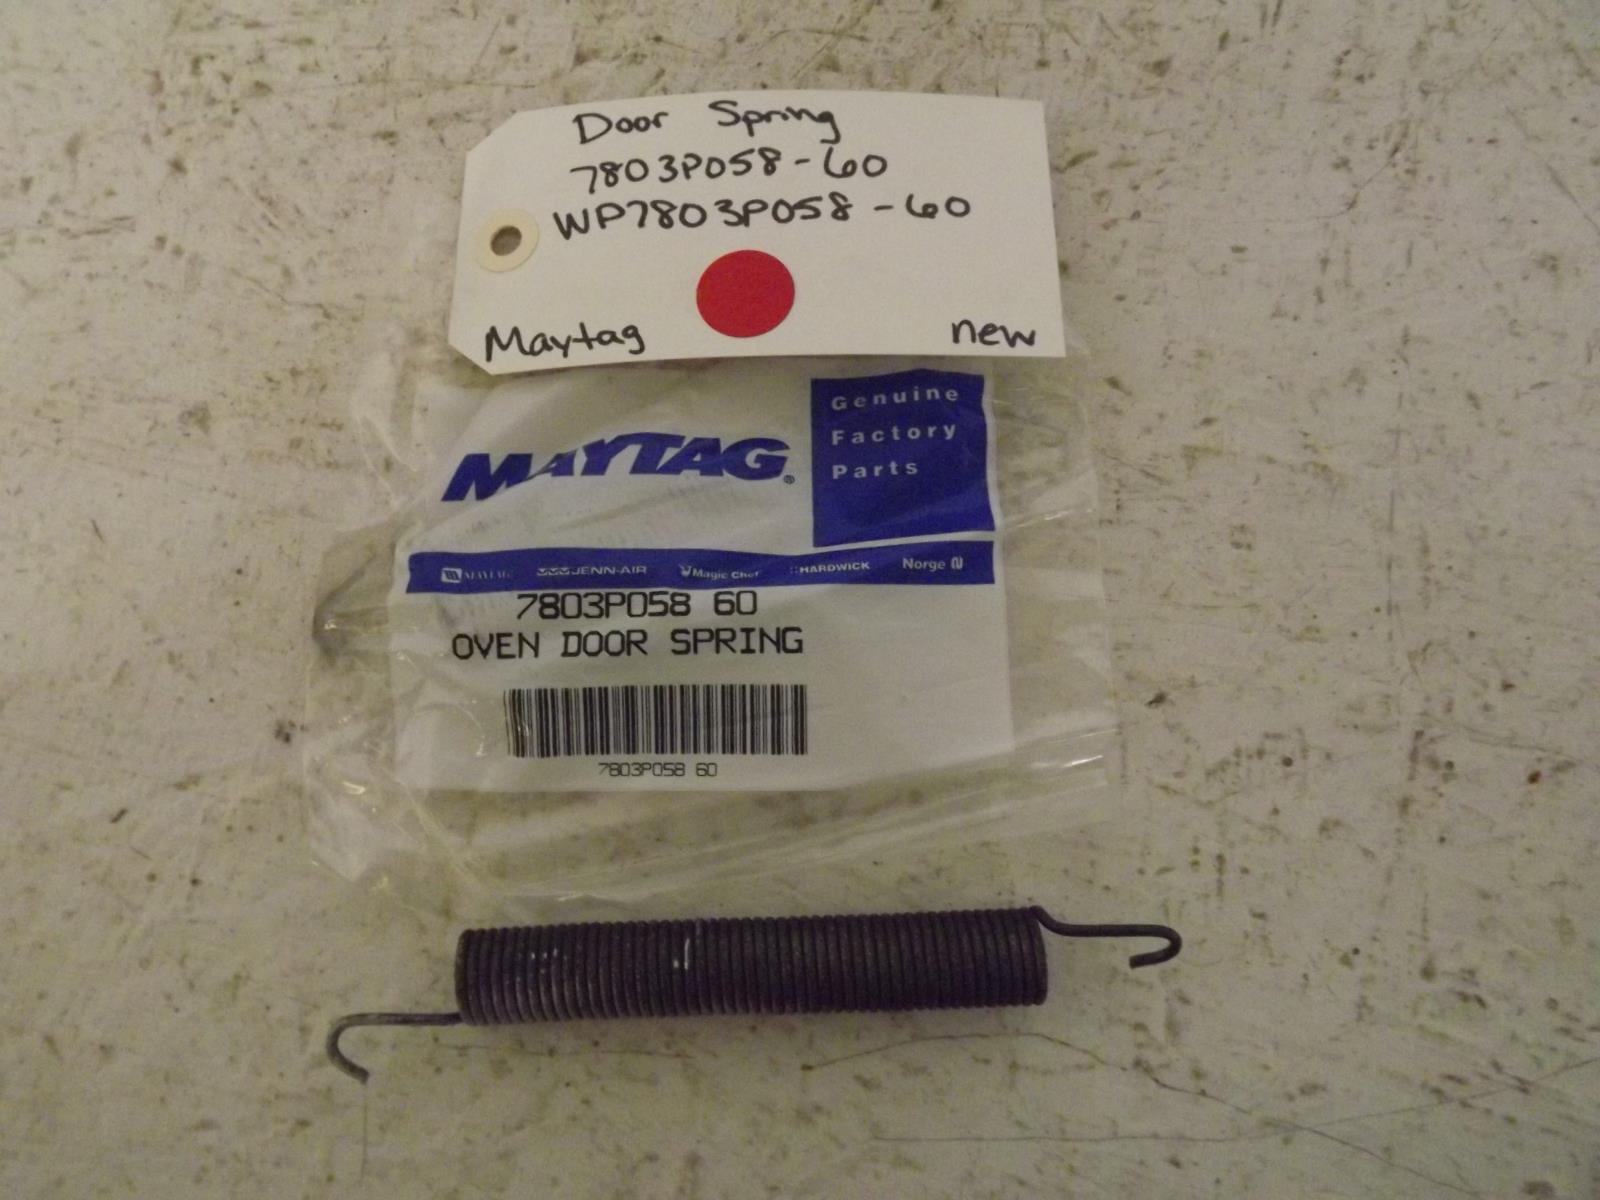 Door Spring
7803P058-60
WP7803P058-60
Maytag new
MAYTAG®
Genuine
Factory
Parts
MAYTAG JENN-AIR Magic Chef HARDWICK Norge
7803P058 60
OVEN DOOR SPRING
7803P058 60